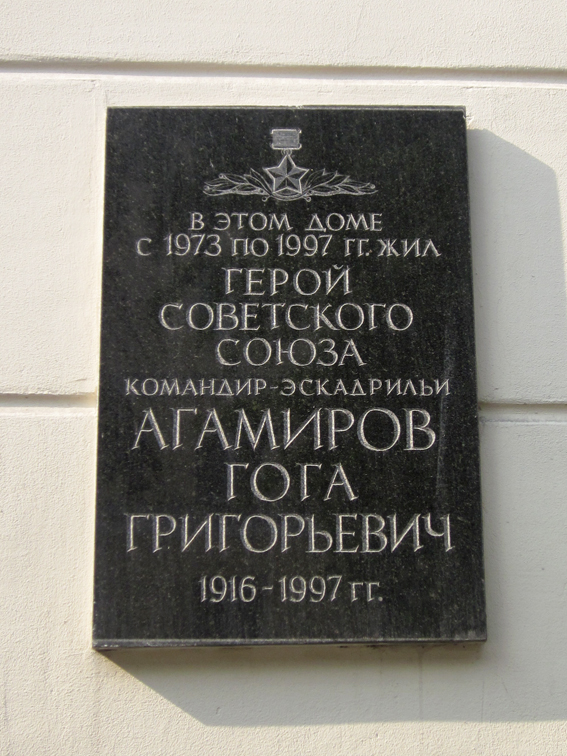 В ЭТОМ ДОМЕ
С 1973 ПО 1997 ГГ. ЖИЛ
ГЕРОЙ
СОВЕТСКОГО
СОЮЗА
КОМАНДИР-ЭСКАДРИЛЬИ
АГАМИРОВ
ГОГА
ГРИГОРЬЕВИЧ
1916-1997 ГГ.